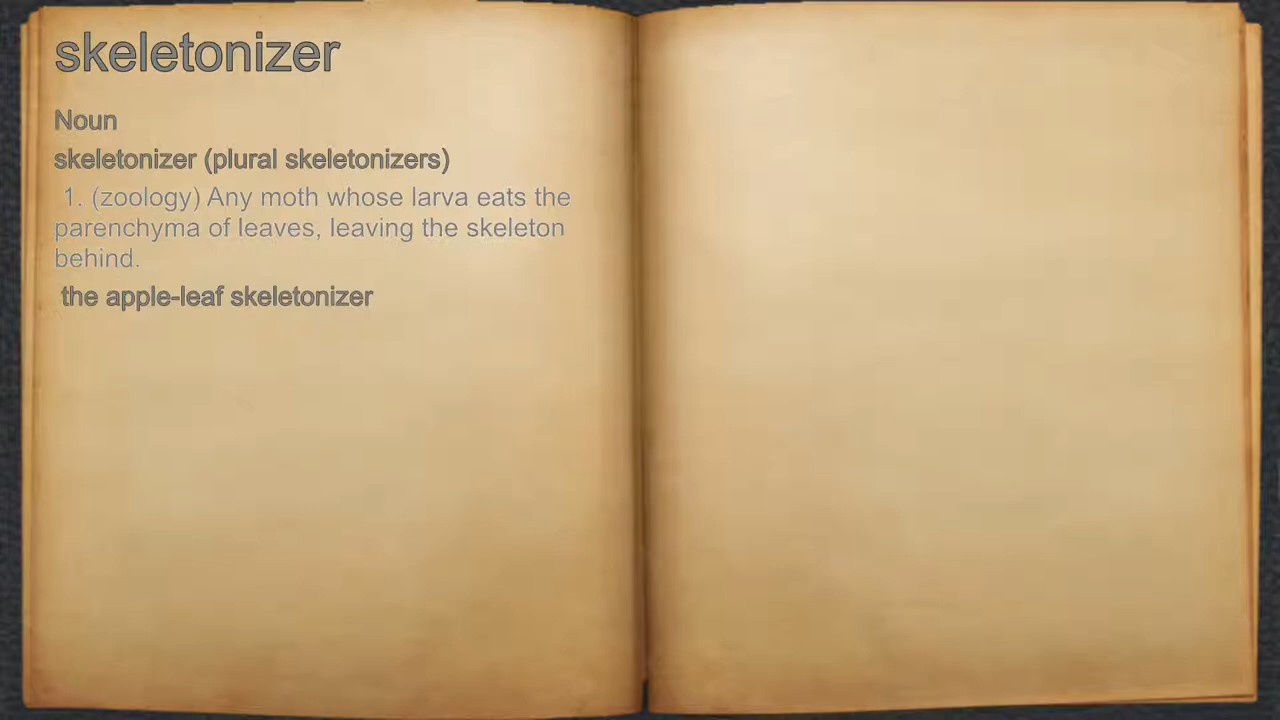 skeletonizer
Noun
skeletonizer (plural skeletonizers)
1. (zoology) Any moth whose larva eats the
parenchyma of leaves, leaving the skeleton
behind.
the apple-leaf skeletonizer